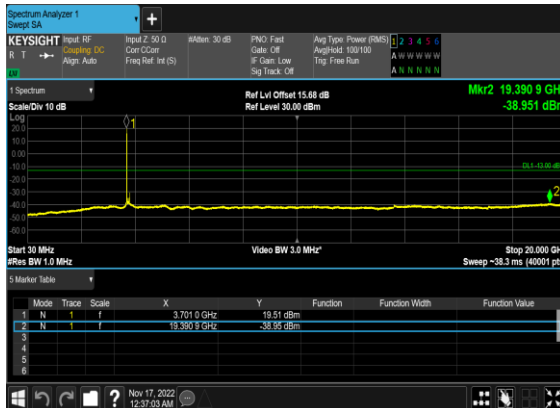 Spectrum Analyzer 1
Swept SA
+
KEYSIGHT Input: RF Input Z: 50 Ω #Atten: 30 dB PNO: Fast Avg Type: Power (RMS) 1 2 3 4 5 6
R T Coupling: DC Corr CCorr Gate: Off Avg|Hold: 100/100 A W W W W W
Align: Auto Freq Ref: Int (S) IF Gain: Low Trig: Free Run
Sig Track: Off A N N N N N
1 Spectrum Ref Lvl Offset 15.68 dB Mkr2 19.390 9 GHz
Scale/Div 10 dB Ref Level 30.00 dBm -38.951 dBm
Log
1
20.0
10.0
0.00
-10.0 DL1 -13.00 dB
-20.0
-30.0 2
-40.0
-50.0
-60.0
Start 30 MHz Video BW 3.0 MHz* Stop 20.000 GHz
#Res BW 1.0 MHz Sweep ~38.3 ms (40001 pts
5 Marker Table
Mode Trace Scale X Y Function Function Width Function Value
1 N 1 f 3.701 0 GHz 19.51 dBm
2 N 1 f 19.390 9 GHz -38.95 dBm
3
4
5
6
? Nov 17, 2022
12:37:03 AM